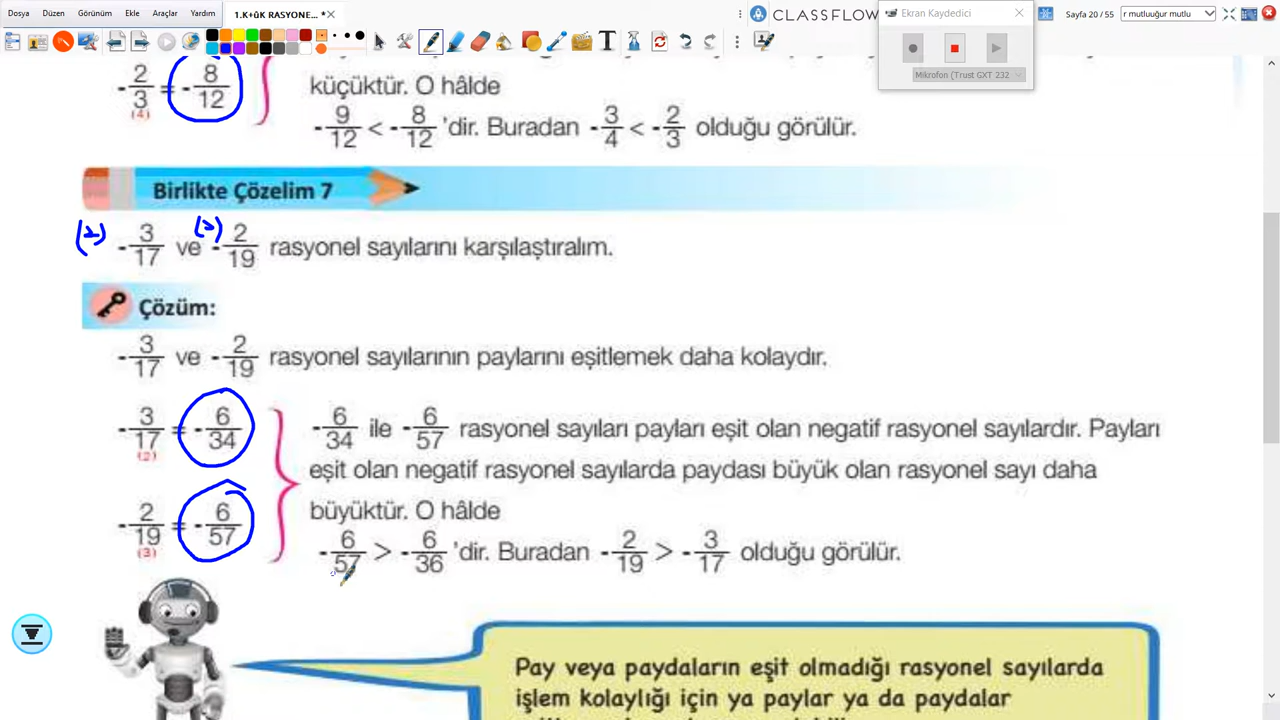 Dosya Düzen Görünüm Ekle Araçlar Yardım 1.K+ûK RASYONE... * CLASSFLOW Ekran Kaydedici Sayfa 20 / 55 r mutluuğur mutlu
Mikrofon (Trust GXT 232
-2/3 = -8/12 küçüktür. O hâlde
(4)
-9/12 < -8/12 'dir. Buradan -3/4 < -2/3 olduğu görülür.
Birlikte Çözelim 7
(2) (3)
-3/17 ve -2/19 rasyonel sayılarını karşılaştıralım.
Çözüm:
-3/17 ve -2/19 rasyonel sayılarının paylarını eşitlemek daha kolaydır.
-3/17 = -6/34 -6/34 ile -6/57 rasyonel sayıları payları eşit olan negatif rasyonel sayılardır. Payları
(2)
eşit olan negatif rasyonel sayılarda paydası büyük olan rasyonel sayı daha
-2/19 = -6/57 büyüktür. O hâlde
(3)
-6/57 > -6/36 'dir. Buradan -2/19 > -3/17 olduğu görülür.
Pay veya paydaların eşit olmadığı rasyonel sayılarda
işlem kolaylığı için ya paylar ya da paydalar